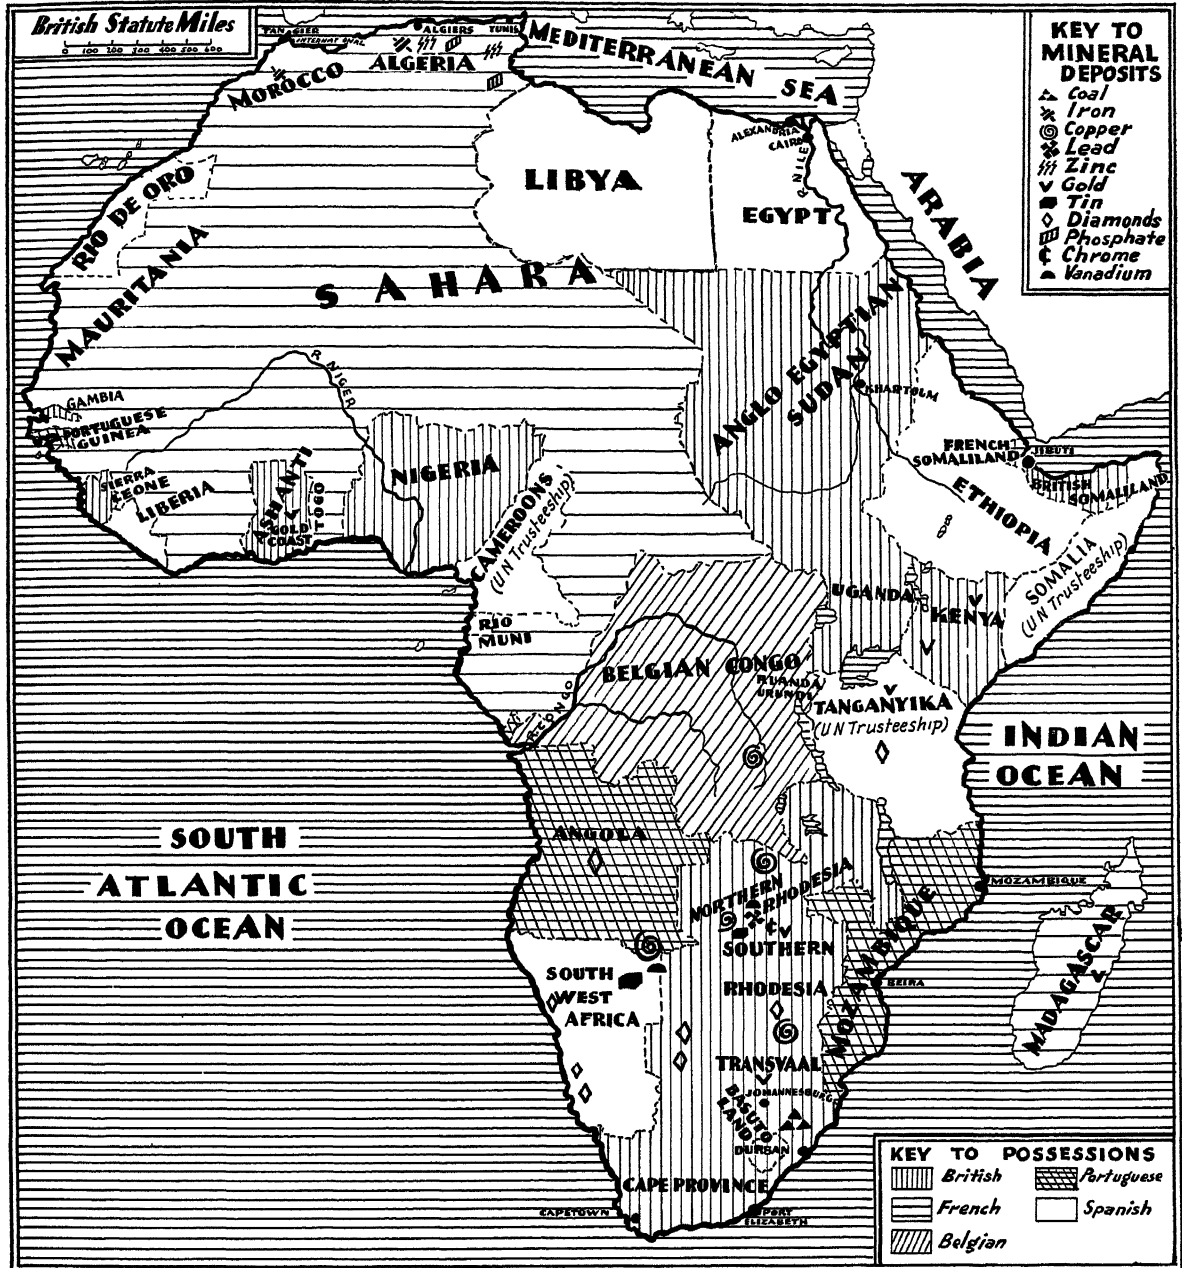 British Statute Miles
0 100 200 300 400 500 600
KEY TO
MINERAL
DEPOSITS
Coal
Iron
Copper
Lead
Zinc
Gold
Tin
Diamonds
Phosphate
Chrome
Vanadium
TANGIER
INTERNATIONAL
ALGIERS
TUNIS
MEDITERRANEAN SEA
MOROCCO
ALGERIA
ALEXANDRIA
CAIRO
R. NILE
LIBYA
EGYPT
ARABIA
RIO DE ORO
MAURITANIA
SAHARA
ANGLO EGYPTIAN
SUDAN
KHARTOUM
R. NIGER
GAMBIA
PORTUGUESE
GUINEA
SIERRA
LEONE
LIBERIA
ASHANTI
GOLD
COAST
TOGO
NIGERIA
CAMEROONS
(UN Trusteeship)
FRENCH
SOMALILAND
JIBUTI
BRITISH
SOMALILAND
ETHIOPIA
SOMALIA
(UN Trusteeship)
UGANDA
KENYA
RIO
MUNI
BELGIAN CONGO
RUANDA
URUNDI
R. CONGO
TANGANYIKA
(UN Trusteeship)
INDIAN
OCEAN
SOUTH
ATLANTIC
OCEAN
ANGOLA
NORTHERN
RHODESIA
MOZAMBIQUE
MOZAMBIQUE
MADAGASCAR
SOUTHERN
RHODESIA
BEIRA
SOUTH
WEST
AFRICA
TRANSVAAL
JOHANNESBURG
BASUTO
LAND
DURBAN
CAPE PROVINCE
CAPETOWN
PORT
ELIZABETH
KEY TO POSSESSIONS
British
Portuguese
French
Spanish
Belgian